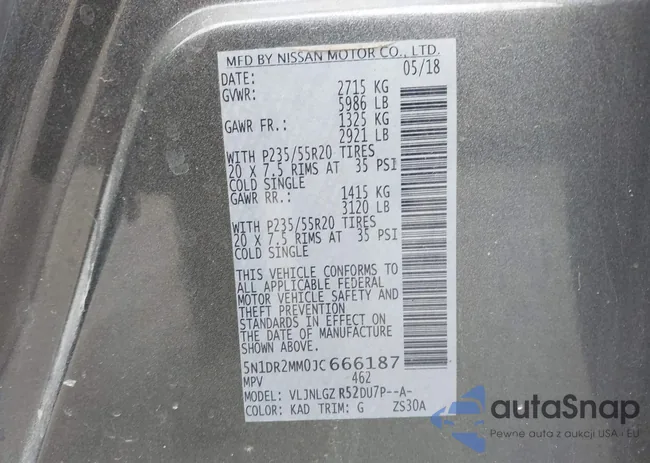 MFD BY NISSAN MOTOR CO., LTD.
DATE: 05/18
GVWR: 2715 KG
5986 LB
GAWR FR.: 1325 KG
2921 LB
WITH P235/55R20 TIRES
20 X 7.5 RIMS AT 35 PSI
COLD SINGLE
GAWR RR.: 1415 KG
3120 LB
WITH P235/55R20 TIRES
20 X 7.5 RIMS AT 35 PSI
COLD SINGLE
THIS VEHICLE CONFORMS TO
ALL APPLICABLE FEDERAL
MOTOR VEHICLE SAFETY AND
THEFT PREVENTION
STANDARDS IN EFFECT ON
THE DATE OF MANUFACTURE
SHOWN ABOVE.
5N1DR2MM0JC666187
MPV 462
MODEL: VLJNLGZ R52DU7P--A-
COLOR: KAD TRIM: G ZS30A
autoSnap
Pewne auta z aukcji USA - EU